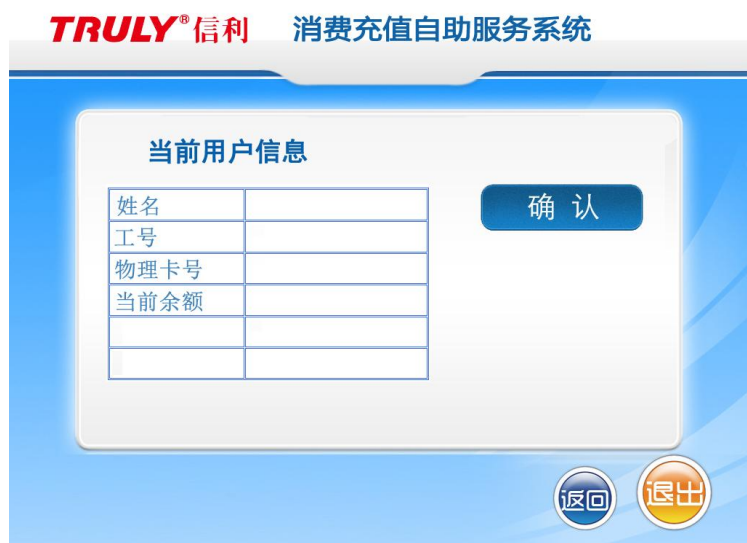 TRULY®信利 消费充值自助服务系统
当前用户信息
姓名
确 认
工号
物理卡号
当前余额
返回 退出